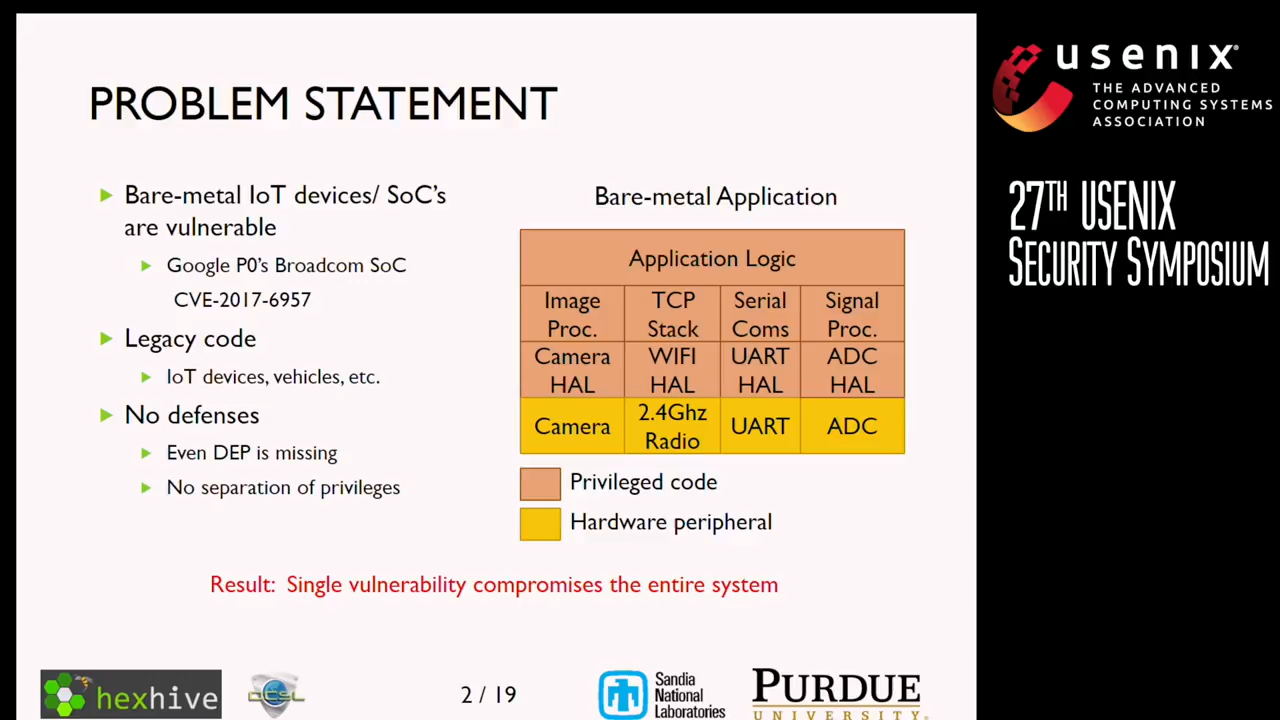 PROBLEM STATEMENT
Bare-metal IoT devices/ SoC's
are vulnerable
Google P0's Broadcom SoC
CVE-2017-6957
Legacy code
IoT devices, vehicles, etc.
No defenses
Even DEP is missing
No separation of privileges
Bare-metal Application
Application Logic
Image Proc.
TCP Stack
Serial Coms
Signal Proc.
Camera HAL
WIFI HAL
UART HAL
ADC HAL
Camera
2.4Ghz Radio
UART
ADC
Privileged code
Hardware peripheral
Result: Single vulnerability compromises the entire system
hexhive
2 / 19
Sandia
National
Laboratories
PURDUE
UNIVERSITY
usenix
THE ADVANCED
COMPUTING SYSTEMS
ASSOCIATION
27TH USENIX
SECURITY SYMPOSIUM